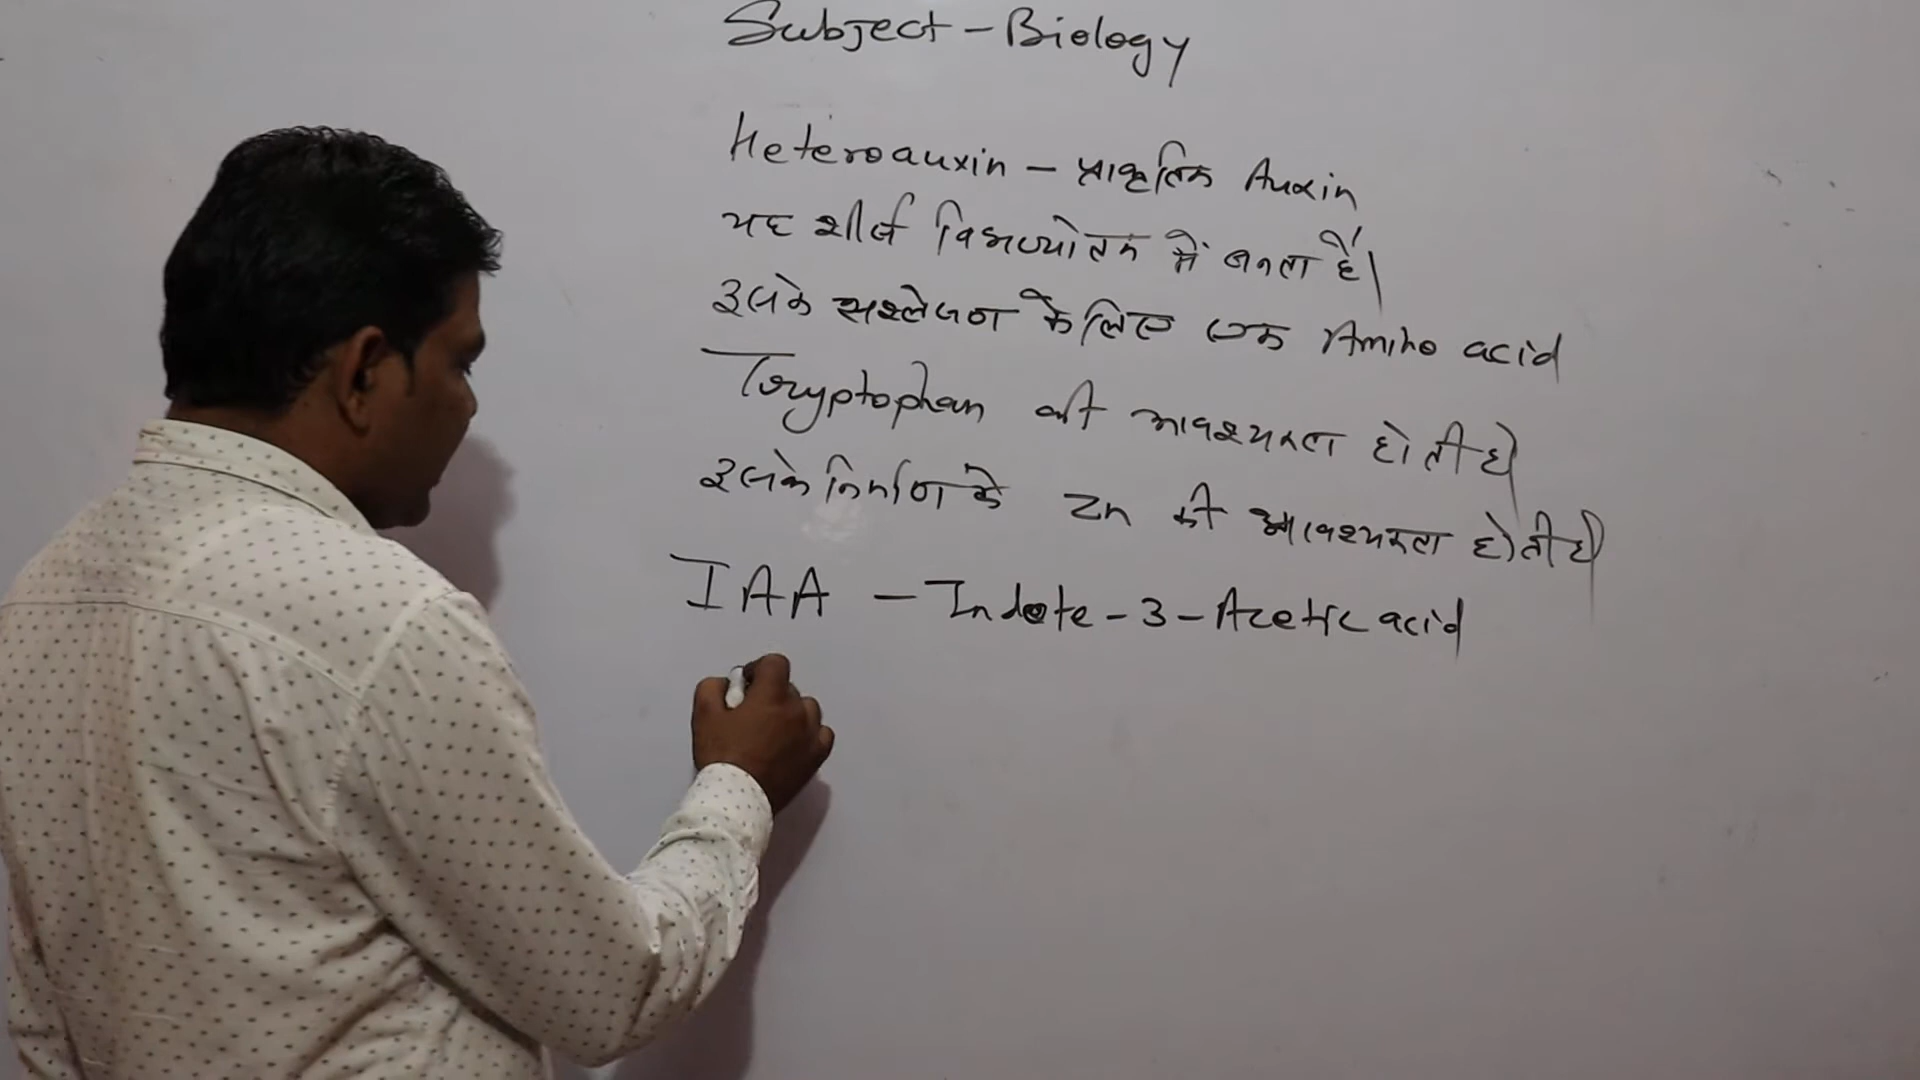 Subject - Biology
Heteroauxin - प्राकृतिक Auxin
यह शीर्ष विभज्योतक में बनता है।
इसके सश्लेषण के लिए एक Amino acid
Tryptophan की आवश्यकता होती है
इसके निर्माण के Zn की आवश्यकता होती है
IAA - Indole-3-Acetic acid